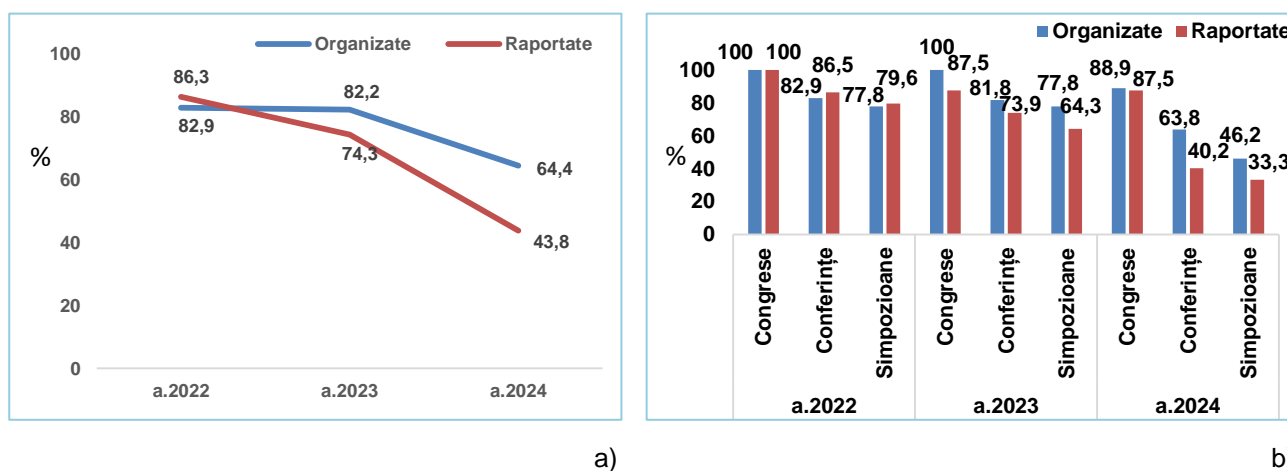 Organizate Raportate
100
80
60
40
20
0
%
86,3
82,9
82,2
74,3
64,4
43,8
a.2022 a.2023 a.2024
a)
Organizate Raportate
100
80
60
40
20
0
%
100 100 82,9 86,5 77,8 79,6
100 87,5 81,8 73,9 77,8 64,3
88,9 87,5 63,8 40,2 46,2 33,3
Congrese Conferințe Simpozioane Congrese Conferințe Simpozioane Congrese Conferințe Simpozioane
a.2022 a.2023 a.2024
b